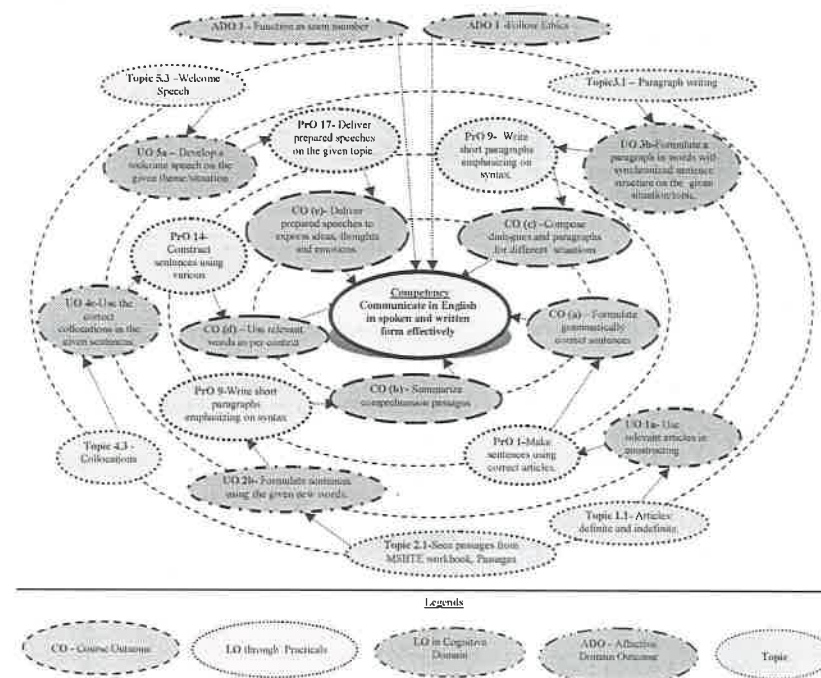 ADO 3 - Function as team member
ADO 1 -Follow Ethics
Topic 5.3 -Welcome
Speech
Topic3.1 - Paragraph writing
PrO 17- Deliver
prepared speeches
on the given topic
PrO 9- Write
short paragraphs
emphazing on
syntax
UO 5a - Develop a
welcome speech on the
given theme/situation
UO 3b-Formulate a
paragraph in words with
synchronized sentence
structure on the given
situation/topic.
CO (e)- Deliver
prepared speeches to
express ideas, thoughts
and emotions
CO (c) -Compose
dialogues and paragraphs
for different situations
PrO 14-
Construct
sentences using
various
Competency
Communicate in English
in spoken and written
form effectively
UO 4c-Use the
correct
collocations in the
given sentences
CO (d) - Use relevant
words as per context
CO (a) - Formulate
grammatically
correct sentences
CO (b) - Summarize
comprehension passages
PrO 9-Write short
paragraphs
emphazing on syntax
UO 1a- Use
relevant articles in
constructing
PrO 1-Make
sentences using
correct articles.
Topic 4.3 -
Collocations
UO 2b- Formulate sentences
using the given new words.
Topic 1.1- Articles:
definite and indefinite.
Topic 2.1-Seen passages from
MSBTE workbook, Passages
Legends
CO - Course Outcome
LO through Practicals
LO in Cognitive
Domain
ADO - Affective
Domain Outcome
Topic